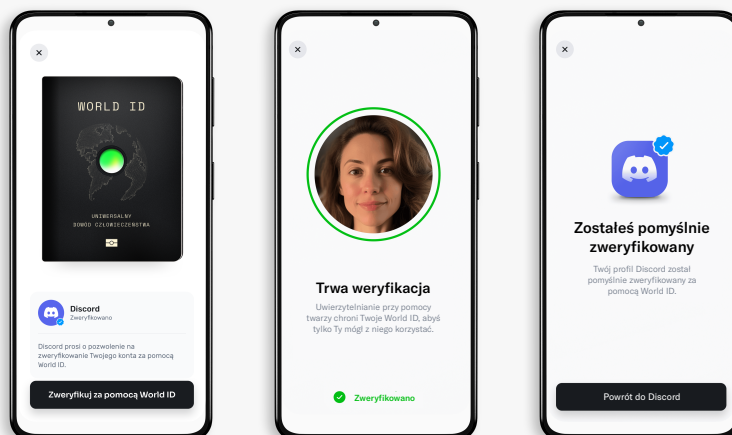 WORLD ID
UNIWERSALNY
DOWÓD CZŁOWIECZEŃSTWA
Discord
Zweryfikowano
Discord prosi o pozwolenie na
zweryfikowanie Twojego konta za pomocą
World ID.
Zweryfikuj za pomocą World ID
Trwa weryfikacja
Uwierzytelnianie przy pomocy
twarzy chroni Twoje World ID, abyś
tylko Ty mógł z niego korzystać.
Zweryfikowano
Zostałeś pomyślnie
zweryfikowany
Twój profil Discord został
pomyślnie zweryfikowany za
pomocą World ID.
Powrót do Discord